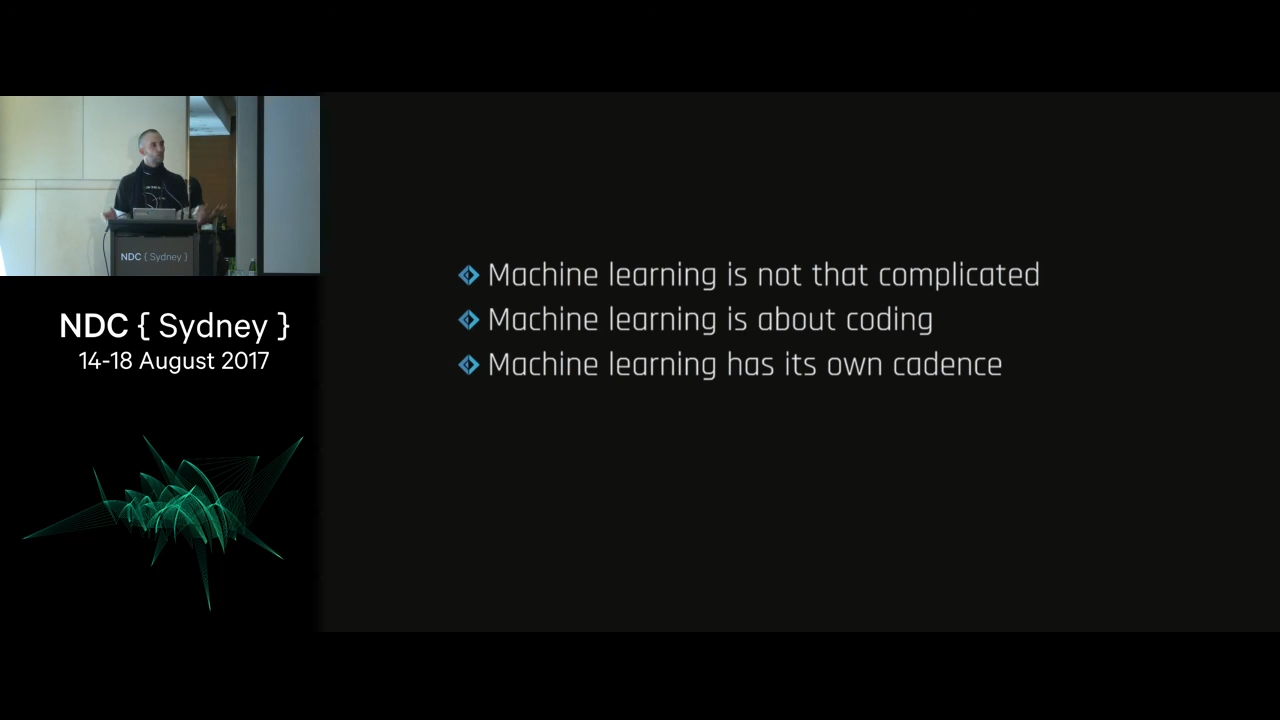 NDC { Sydney }
NDC { Sydney }
14-18 August 2017
Machine learning is not that complicated
Machine learning is about coding
Machine learning has its own cadence